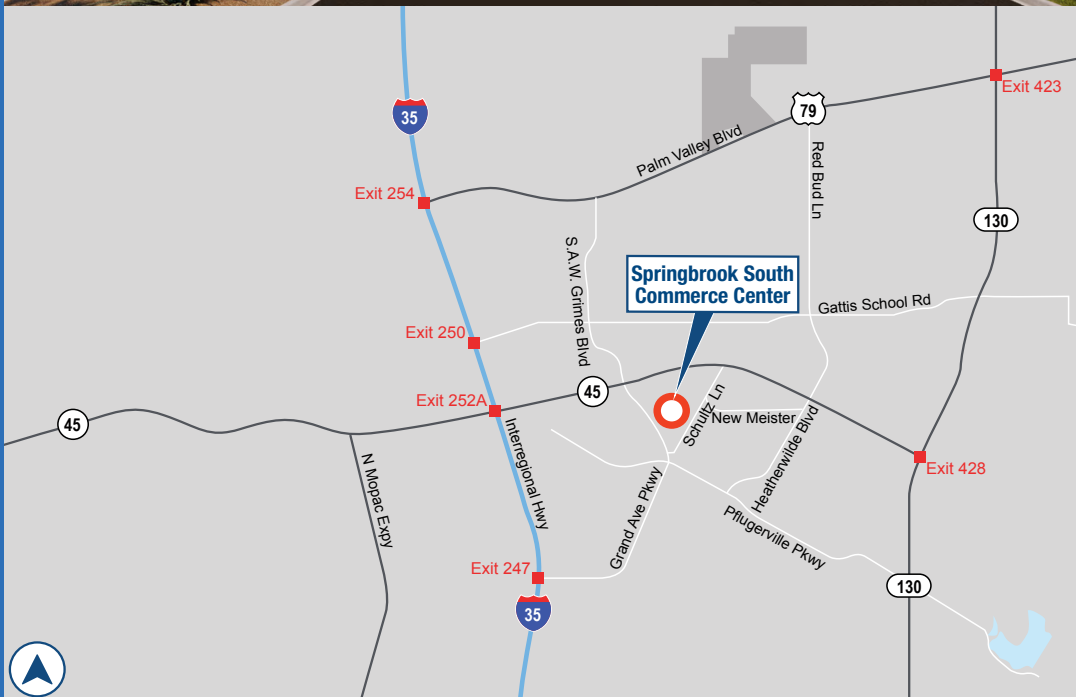 Exit 423
79
35
Palm Valley Blvd
Red Bud Ln
Exit 254
130
S.A.W. Grimes Blvd
Springbrook South
Commerce Center
Gattis School Rd
Exit 250
45
Exit 252A
45
Schultz Ln
New Meister
Interregional Hwy
Heatherwilde Blvd
N Mopac Expy
Exit 428
Grand Ave Pkwy
Pflugerville Pkwy
Exit 247
130
35